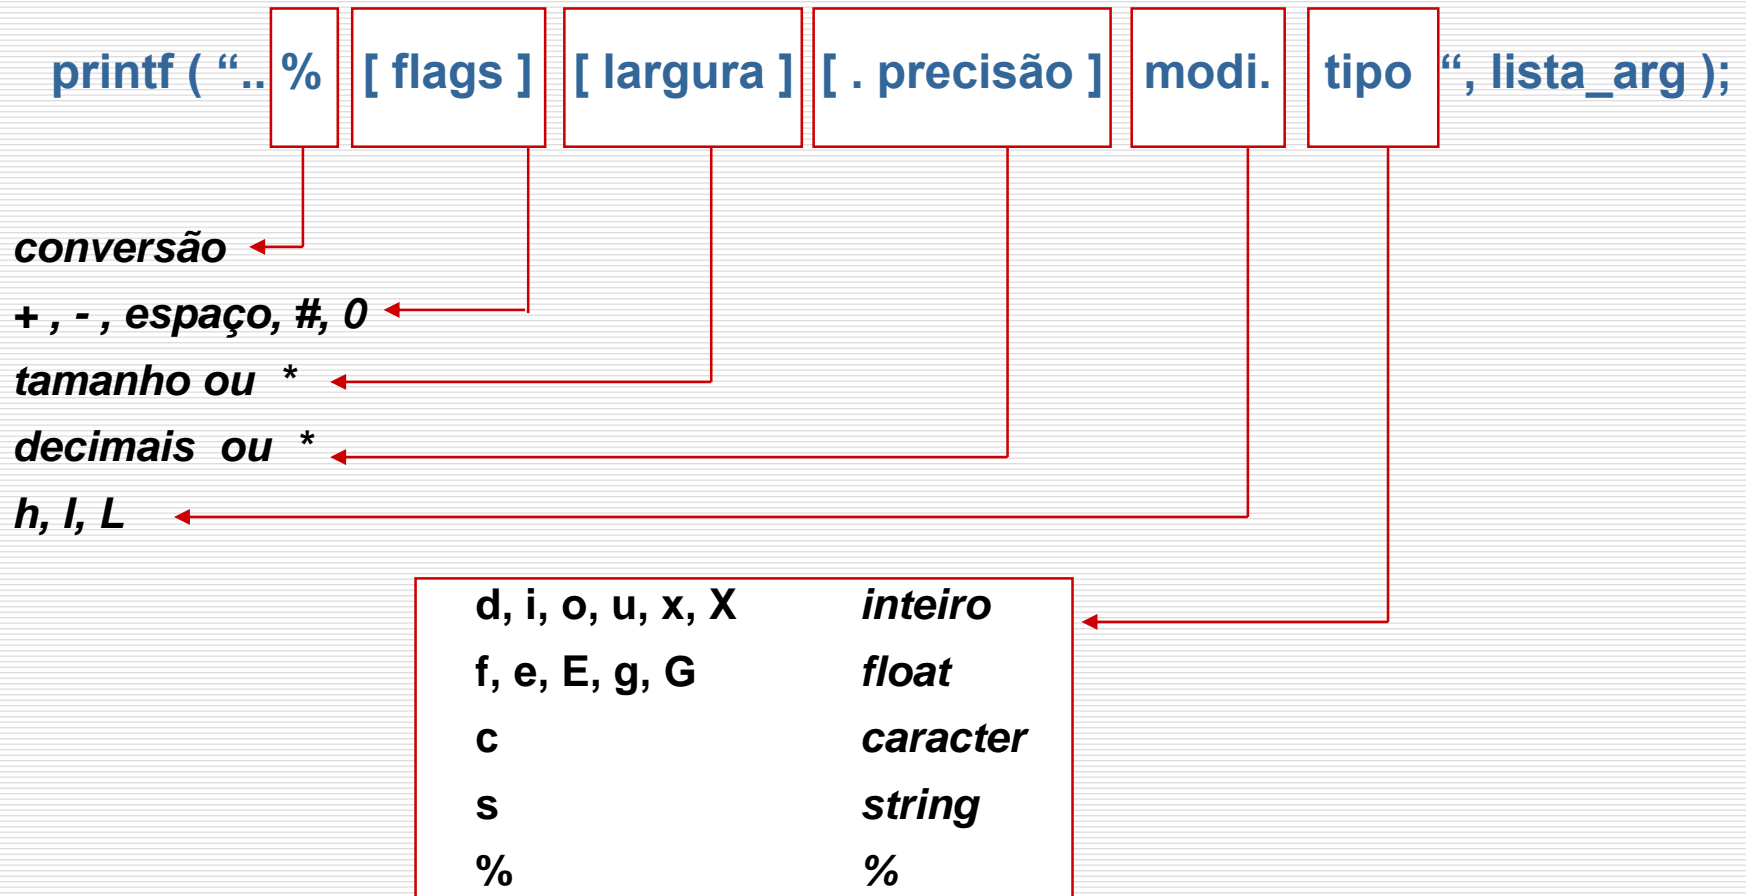 printf ( “.. % [ flags ] [ largura ] [ . precisão ] modi. tipo “, lista_arg );
conversão
+ , - , espaço, #, 0
tamanho ou *
decimais ou *
h, l, L
d, i, o, u, x, X inteiro
f, e, E, g, G float
c caracter
s string
% %